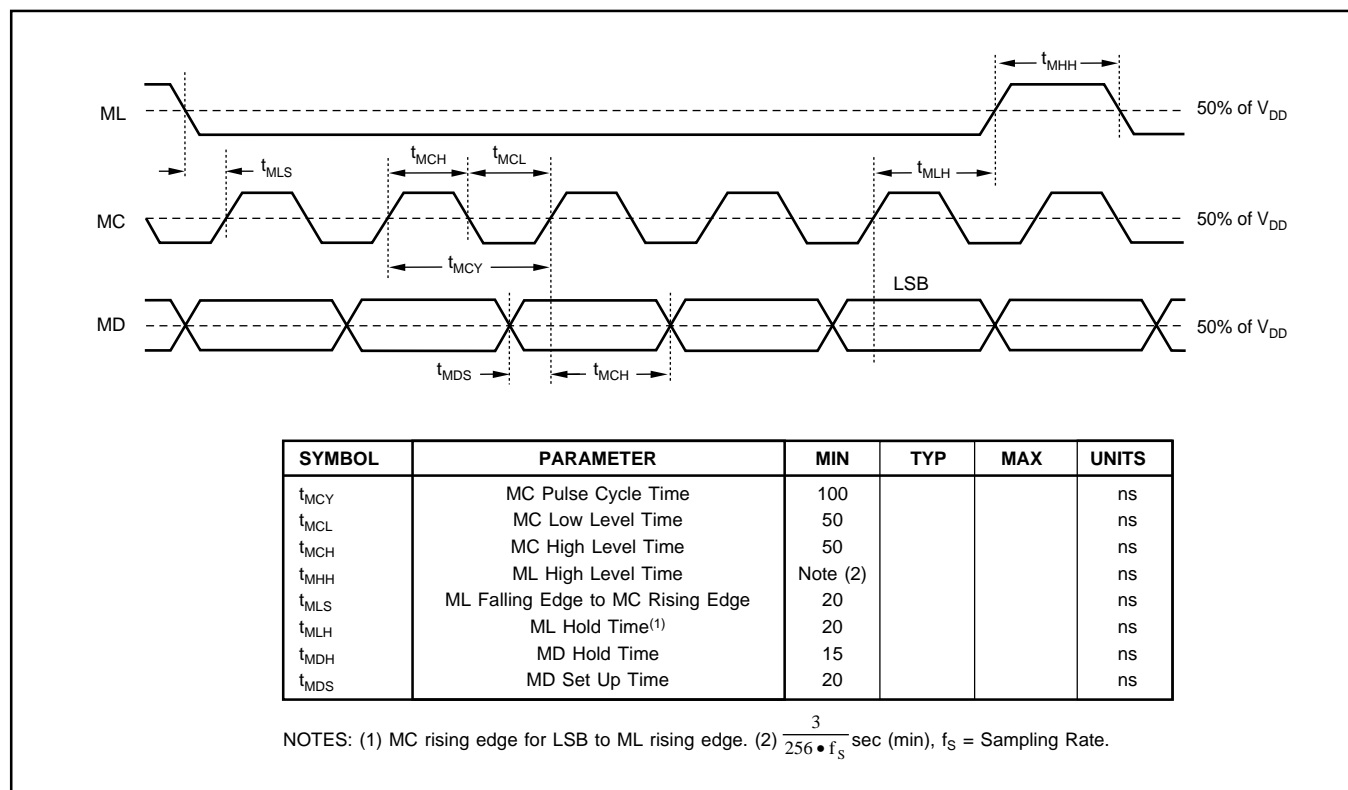 t_MHH
ML
50% of V_DD
t_MLS
t_MCH
t_MCL
t_MLH
MC
50% of V_DD
t_MCY
LSB
MD
50% of V_DD
t_MDS
t_MCH
SYMBOL PARAMETER MIN TYP MAX UNITS
t_MCY MC Pulse Cycle Time 100 ns
t_MCL MC Low Level Time 50 ns
t_MCH MC High Level Time 50 ns
t_MHH ML High Level Time Note (2) ns
t_MLS ML Falling Edge to MC Rising Edge 20 ns
t_MLH ML Hold Time(1) 20 ns
t_MDH MD Hold Time 15 ns
t_MDS MD Set Up Time 20 ns
NOTES: (1) MC rising edge for LSB to ML rising edge. (2) 3 / 256 • f_S sec (min), f_S = Sampling Rate.